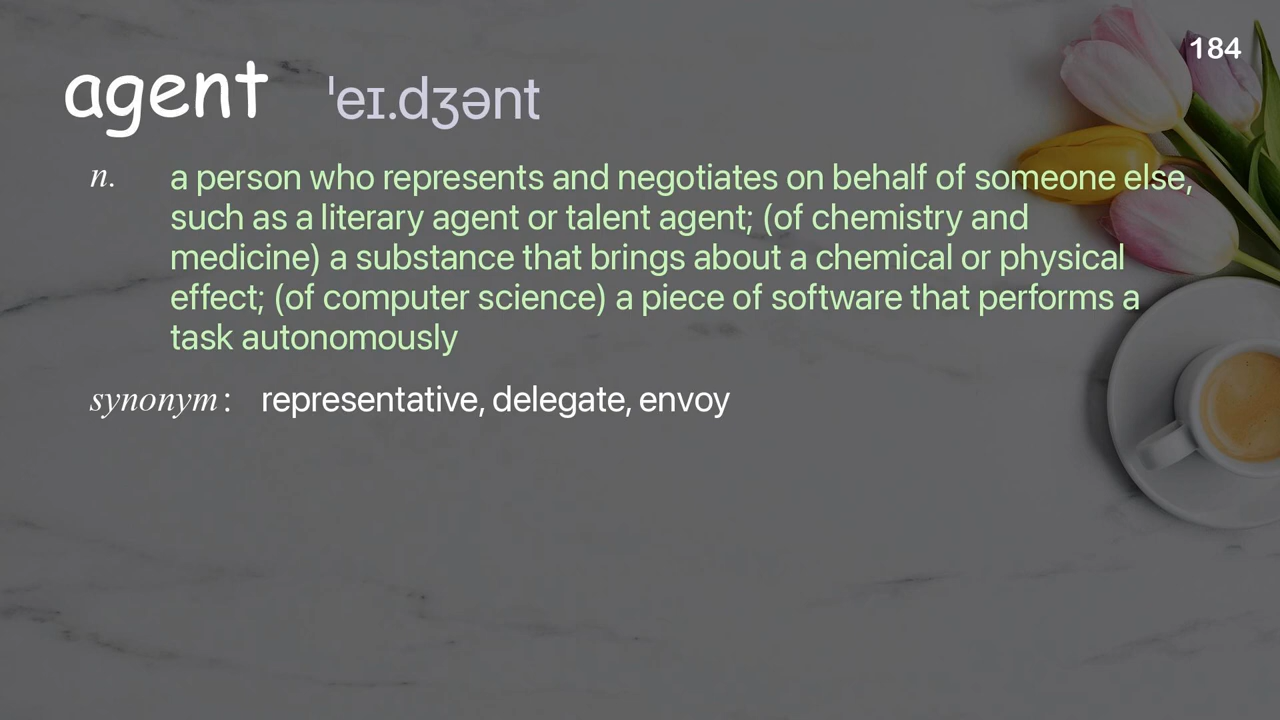 184
agent ˈeɪ.dʒənt
n. a person who represents and negotiates on behalf of someone else,
such as a literary agent or talent agent; (of chemistry and
medicine) a substance that brings about a chemical or physical
effect; (of computer science) a piece of software that performs a
task autonomously
synonym: representative, delegate, envoy